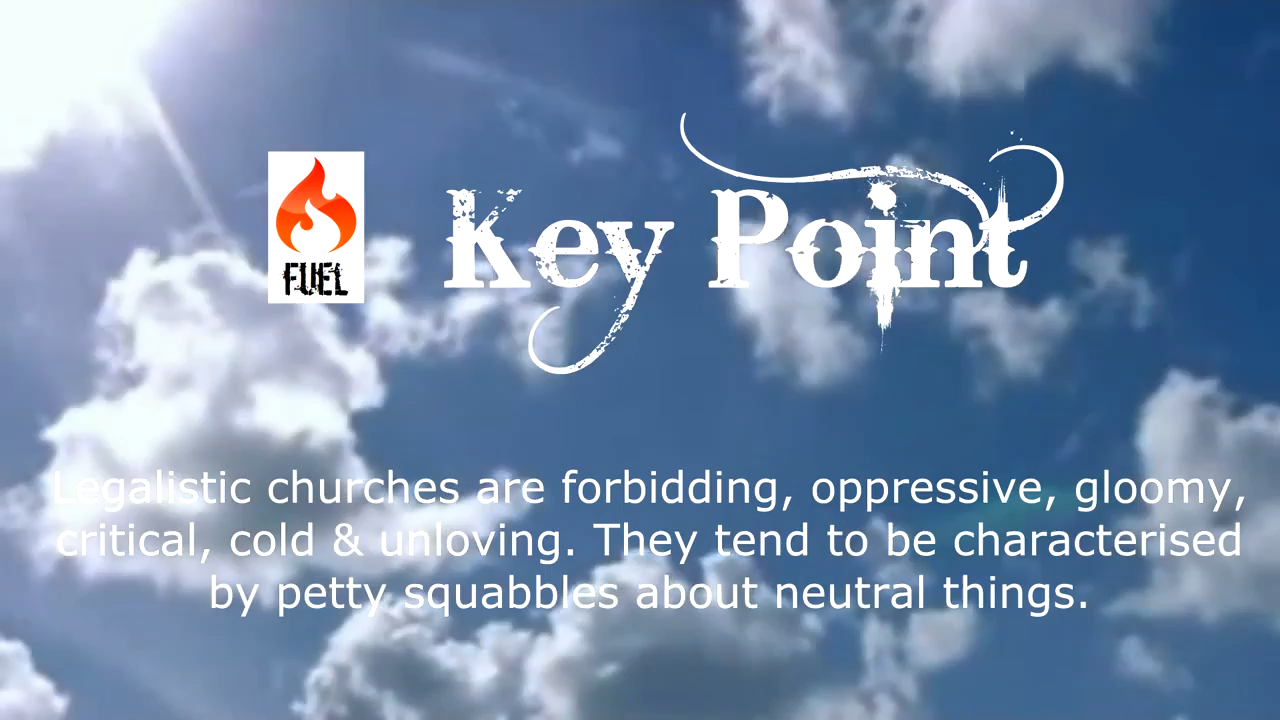 FUEL
Key Point
Legalistic churches are forbidding, oppressive, gloomy,
critical, cold & unloving. They tend to be characterised
by petty squabbles about neutral things.